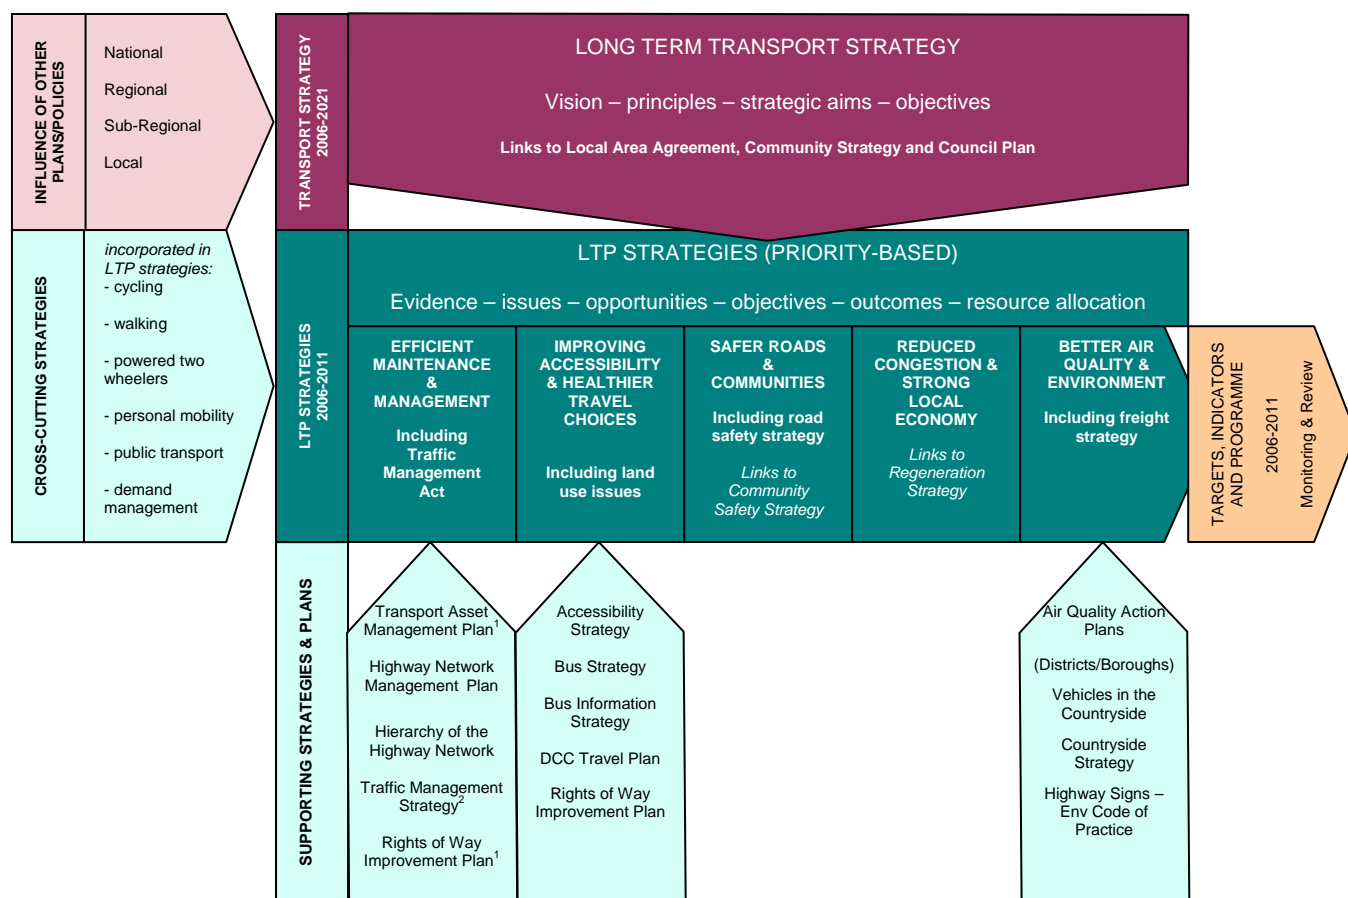 INFLUENCE OF OTHER
PLANS/POLICIES
National
Regional
Sub-Regional
Local
TRANSPORT STRATEGY
2006-2021
LONG TERM TRANSPORT STRATEGY
Vision – principles – strategic aims – objectives
Links to Local Area Agreement, Community Strategy and Council Plan
CROSS-CUTTING STRATEGIES
incorporated in
LTP strategies:
- cycling
- walking
- powered two
wheelers
- personal mobility
- public transport
- demand
management
LTP STRATEGIES
2006-2011
LTP STRATEGIES (PRIORITY-BASED)
Evidence – issues – opportunities – objectives – outcomes – resource allocation
EFFICIENT
MAINTENANCE
&
MANAGEMENT
Including
Traffic
Management
Act
IMPROVING
ACCESSIBILITY
& HEALTHIER
TRAVEL
CHOICES
Including land
use issues
SAFER ROADS
&
COMMUNITIES
Including road
safety strategy
Links to
Community
Safety Strategy
REDUCED
CONGESTION &
STRONG
LOCAL
ECONOMY
Links to
Regeneration
Strategy
BETTER AIR
QUALITY &
ENVIRONMENT
Including freight
strategy
TARGETS, INDICATORS
AND PROGRAMME
2006-2011
Monitoring & Review
SUPPORTING STRATEGIES & PLANS
Transport Asset
Management Plan¹
Highway Network
Management Plan
Hierarchy of the
Highway Network
Traffic Management
Strategy²
Rights of Way
Improvement Plan¹
Accessibility
Strategy
Bus Strategy
Bus Information
Strategy
DCC Travel Plan
Rights of Way
Improvement Plan
Air Quality Action
Plans
(Districts/Boroughs)
Vehicles in the
Countryside
Countryside
Strategy
Highway Signs –
Env Code of
Practice